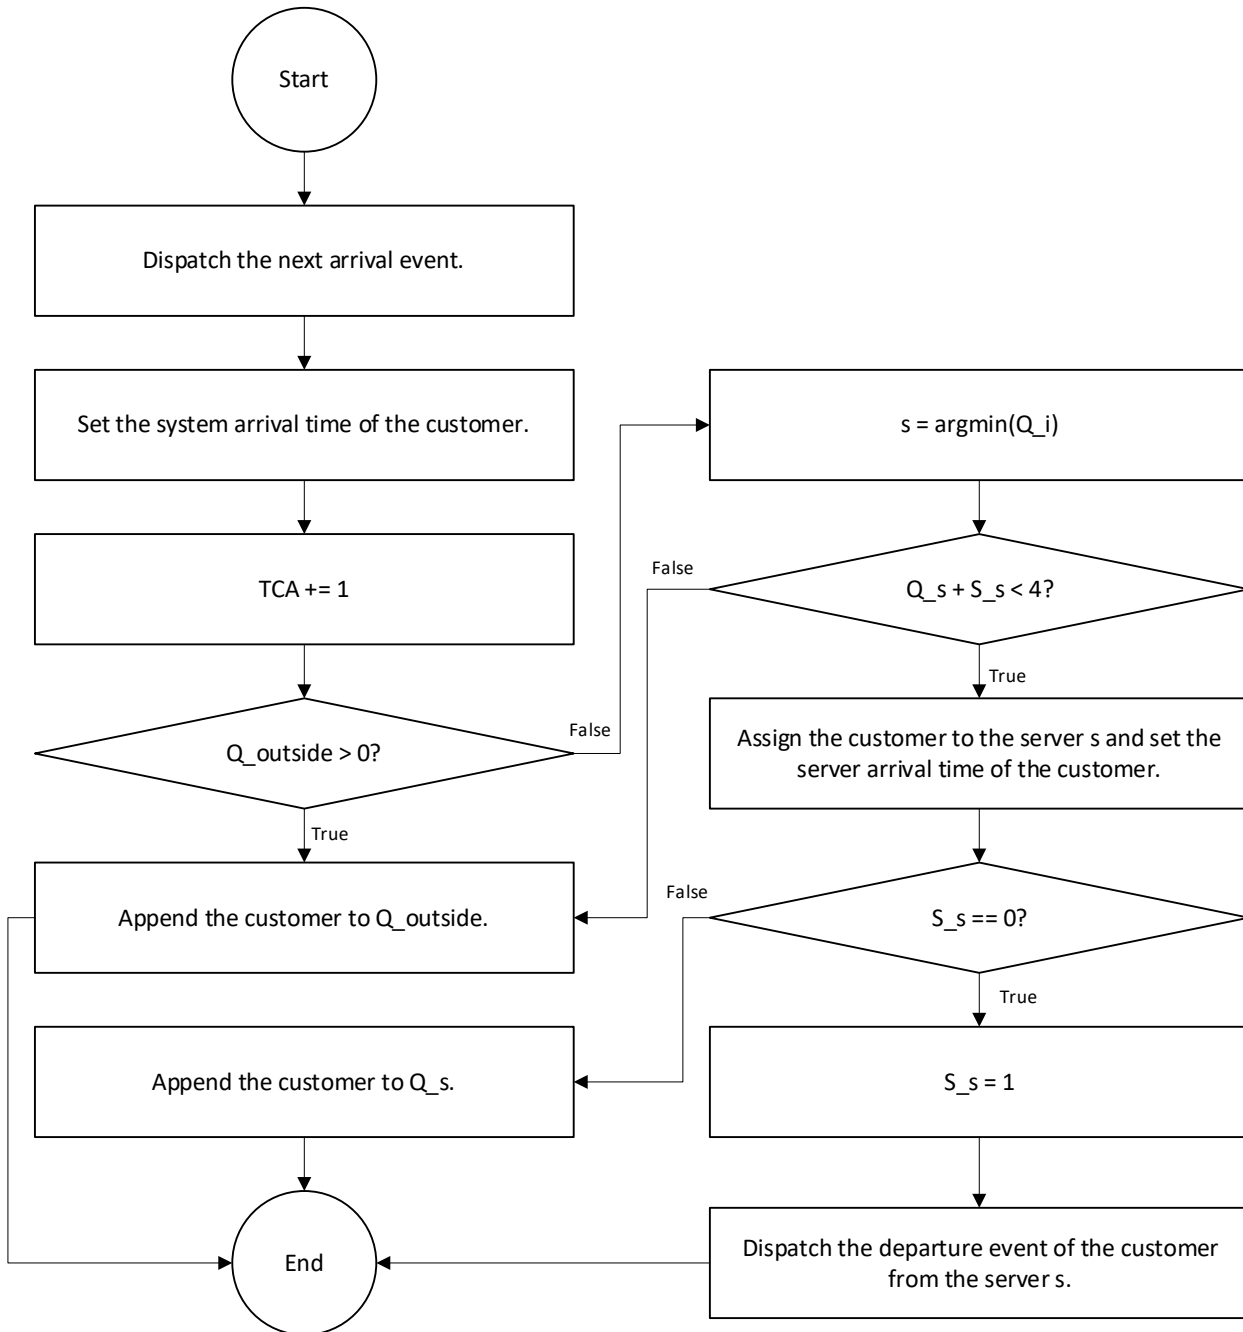 Start
Dispatch the next arrival event.
Set the system arrival time of the customer.
TCA += 1
Q_outside > 0?
False
True
Append the customer to Q_outside.
Append the customer to Q_s.
End
s = argmin(Q_i)
Q_s + S_s < 4?
False
True
Assign the customer to the server s and set the
server arrival time of the customer.
S_s == 0?
False
True
S_s = 1
Dispatch the departure event of the customer
from the server s.